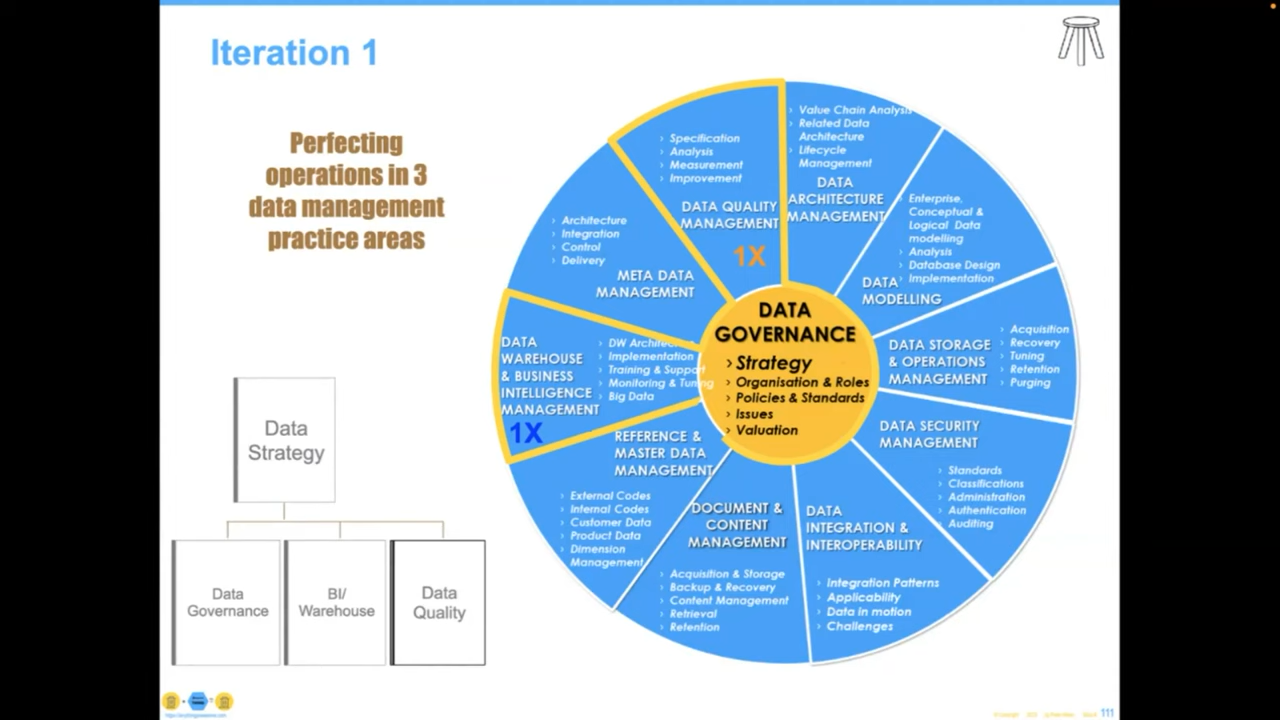 Iteration 1
Perfecting
operations in 3
data management
practice areas
Data
Strategy
Data
Governance
BI/
Warehouse
Data
Quality
› Value Chain Analysis
› Related Data
Architecture
› Lifecycle
Management
DATA
ARCHITECTURE
MANAGEMENT
› Enterprise,
Conceptual &
Logical Data
modelling
› Analysis
› Database Design
› Implementation
DATA
MODELLING
DATA STORAGE
& OPERATIONS
MANAGEMENT
› Acquisition
› Recovery
› Tuning
› Retention
› Purging
DATA SECURITY
MANAGEMENT
› Standards
› Classifications
› Administration
› Authentication
› Auditing
DATA
INTEGRATION &
INTEROPERABILITY
› Integration Patterns
› Applicability
› Data in motion
› Challenges
DOCUMENT &
CONTENT
MANAGEMENT
› Acquisition & Storage
› Backup & Recovery
› Content Management
› Retrieval
› Retention
REFERENCE &
MASTER DATA
MANAGEMENT
› External Codes
› Internal Codes
› Customer Data
› Product Data
› Dimension
Management
DATA
WAREHOUSE
& BUSINESS
INTELLIGENCE
MANAGEMENT
1X
› DW
› Implementation
› Training & Support
› Monitoring & Tuning
› Big Data
› Architecture
› Integration
› Control
› Delivery
META DATA
MANAGEMENT
› Specification
› Analysis
› Measurement
› Improvement
DATA QUALITY
MANAGEMENT
1X
DATA
GOVERNANCE
› Strategy
› Organisation & Roles
› Policies & Standards
› Issues
› Valuation
111